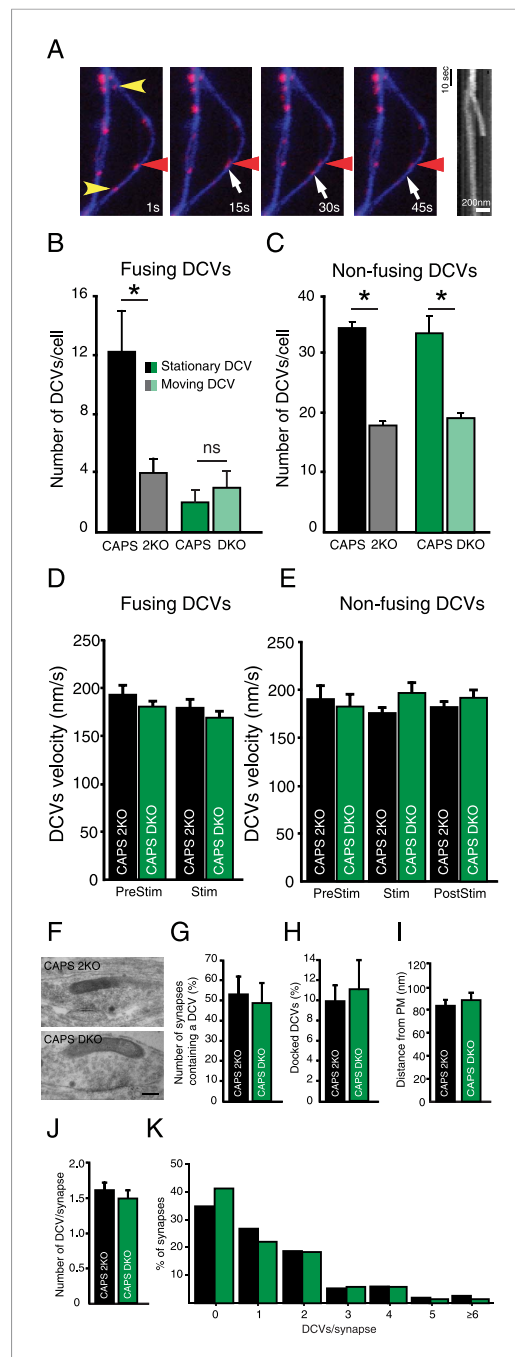 A
1s
15s
30s
45s
10 sec
200nm
B
Fusing DCVs
Number of DCVs/cell
16
12
8
4
0
*
ns
Stationary DCV
Moving DCV
CAPS 2KO
CAPS DKO
C
Non-fusing DCVs
Number of DCVs/cell
40
30
20
10
0
*
*
CAPS 2KO
CAPS DKO
D
Fusing DCVs
DCVs velocity (nm/s)
250
200
150
100
50
0
CAPS 2KO
CAPS DKO
CAPS 2KO
CAPS DKO
PreStim
Stim
E
Non-fusing DCVs
DCVs velocity (nm/s)
250
200
150
100
50
0
CAPS 2KO
CAPS DKO
CAPS 2KO
CAPS DKO
CAPS 2KO
CAPS DKO
PreStim
Stim
PostStim
F
CAPS 2KO
CAPS DKO
G
Number of synapses
containing a DCV (%)
70
60
50
40
30
20
10
0
CAPS 2KO
CAPS DKO
H
Docked DCVs (%)
14
12
10
8
6
4
2
0
CAPS 2KO
CAPS DKO
I
Distance from PM (nm)
120
100
80
60
40
20
0
CAPS 2KO
CAPS DKO
J
Number of DCV/synapse
2.0
1.5
1.0
0.5
0
CAPS 2KO
CAPS DKO
K
% of synapses
50
40
30
20
10
0
1
2
3
4
5
≥6
DCVs/synapse